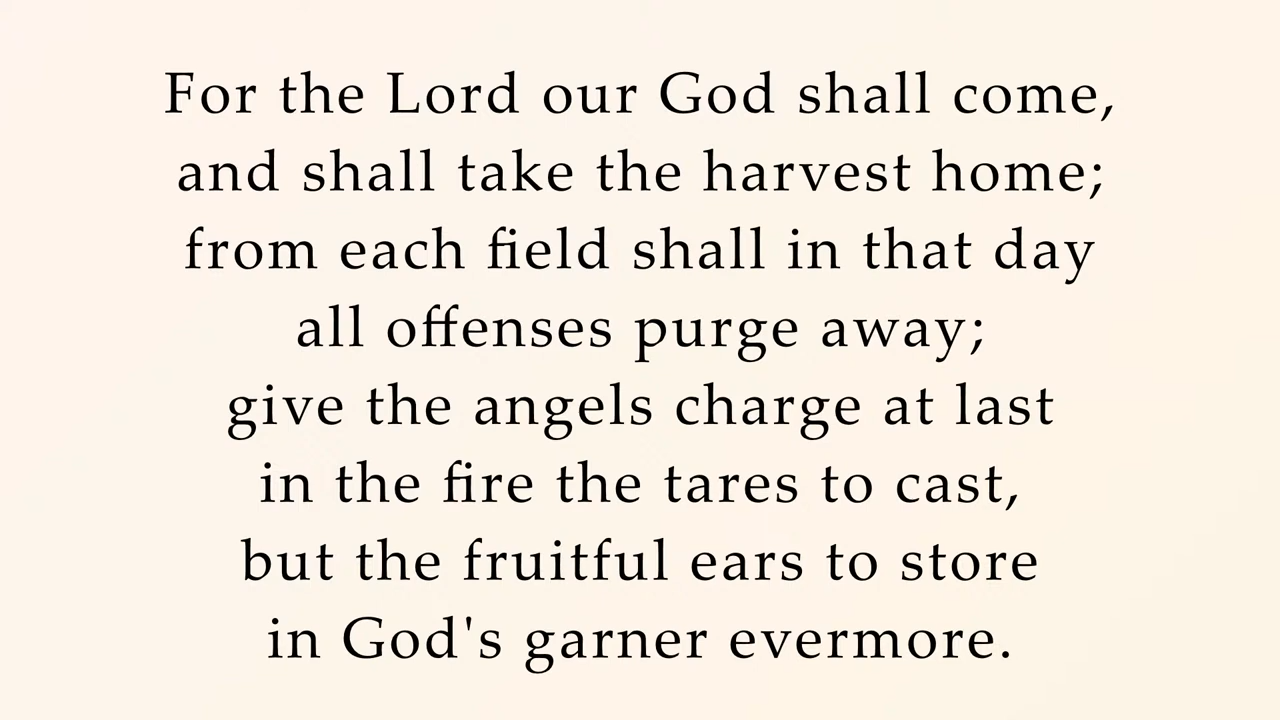 For the Lord our God shall come,
and shall take the harvest home;
from each field shall in that day
all offenses purge away;
give the angels charge at last
in the fire the tares to cast,
but the fruitful ears to store
in God's garner evermore.